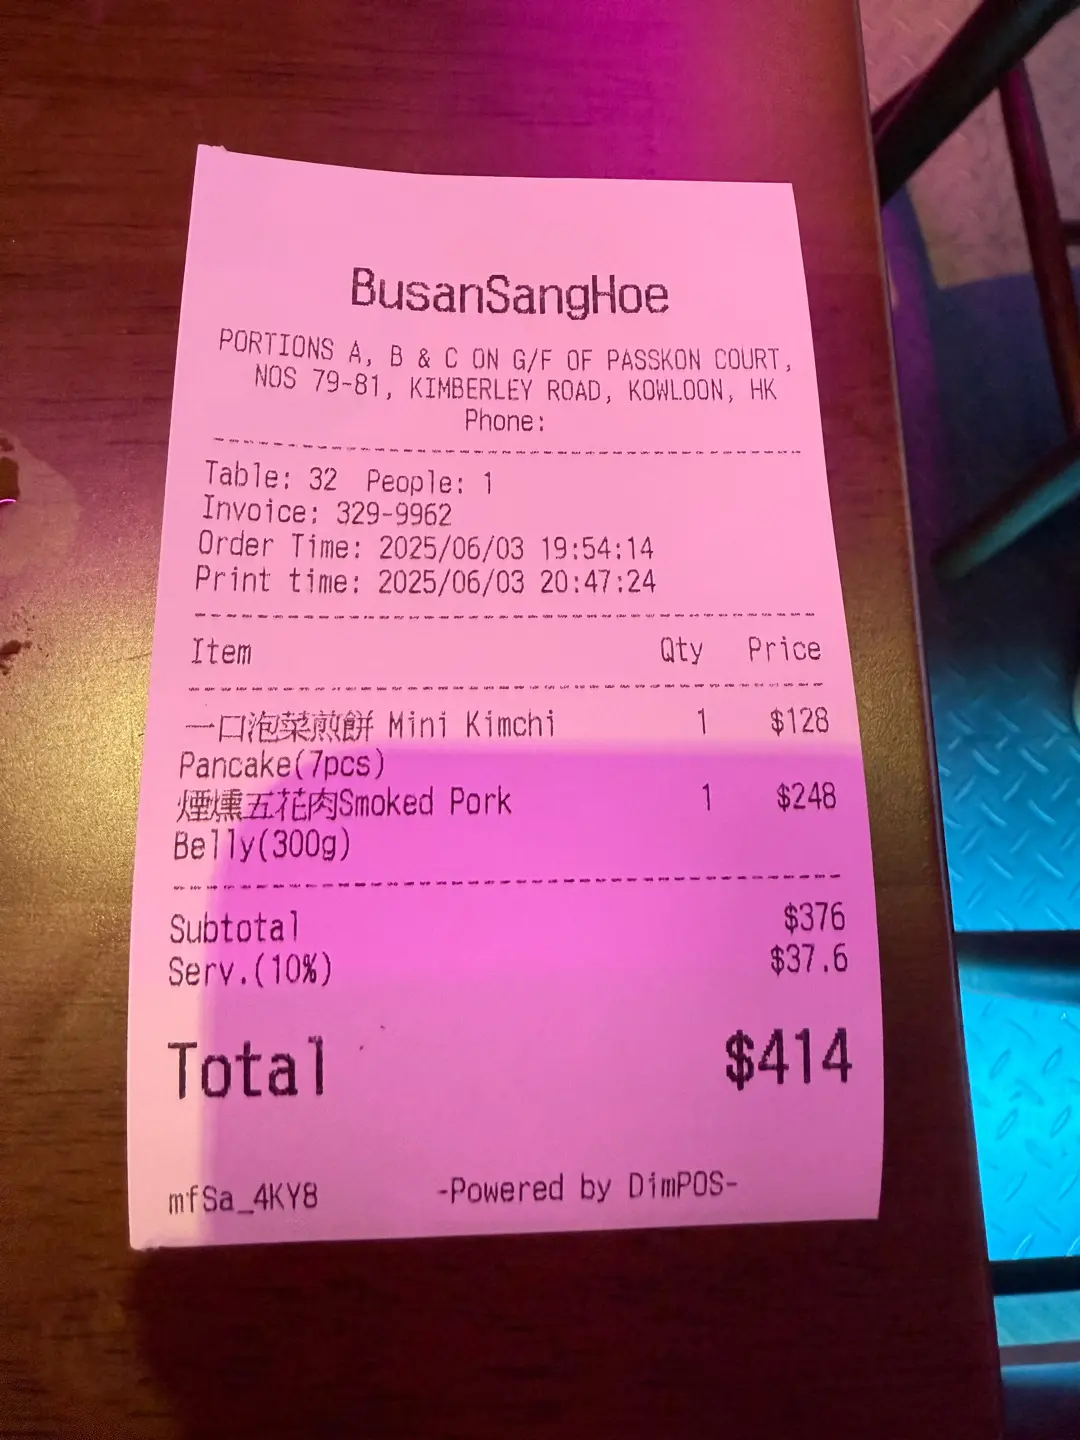 BusanSangHoe
PORTIONS A, B & C ON G/F OF PASSKON COURT,
NOS 79-81, KIMBERLEY ROAD, KOWLOON, HK
Phone:
Table: 32 People: 1
Invoice: 329-9962
Order Time: 2025/06/03 19:54:14
Print time: 2025/06/03 20:47:24
Item Qty Price
一口泡菜煎餅 Mini Kimchi 1 $128
Pancake(7pcs)
煙燻五花肉Smoked Pork 1 $248
Belly(300g)
Subtotal $376
Serv.(10%) $37.6
Total $414
mfSa_4KY8 -Powered by DimPOS-